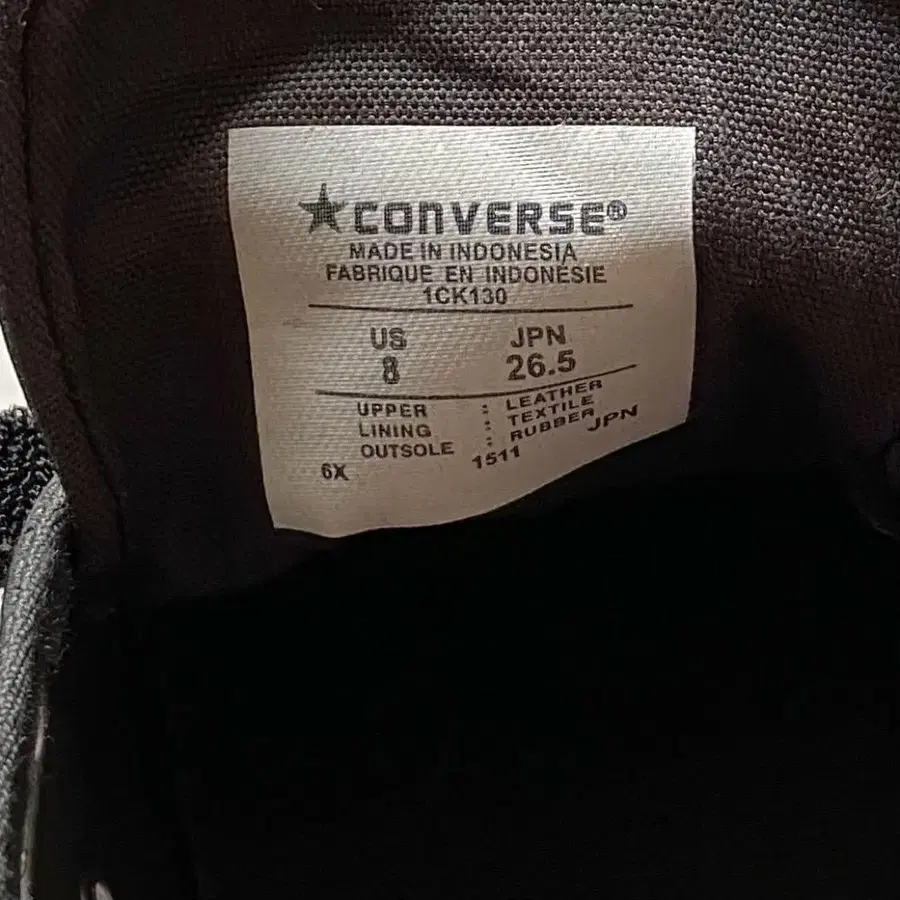 ★CONVERSE®
MADE IN INDONESIA
FABRIQUE EN INDONESIE
1CK130
US JPN
8 26.5
UPPER : LEATHER
LINING : TEXTILE
OUTSOLE : RUBBER
6X 1511 JPN